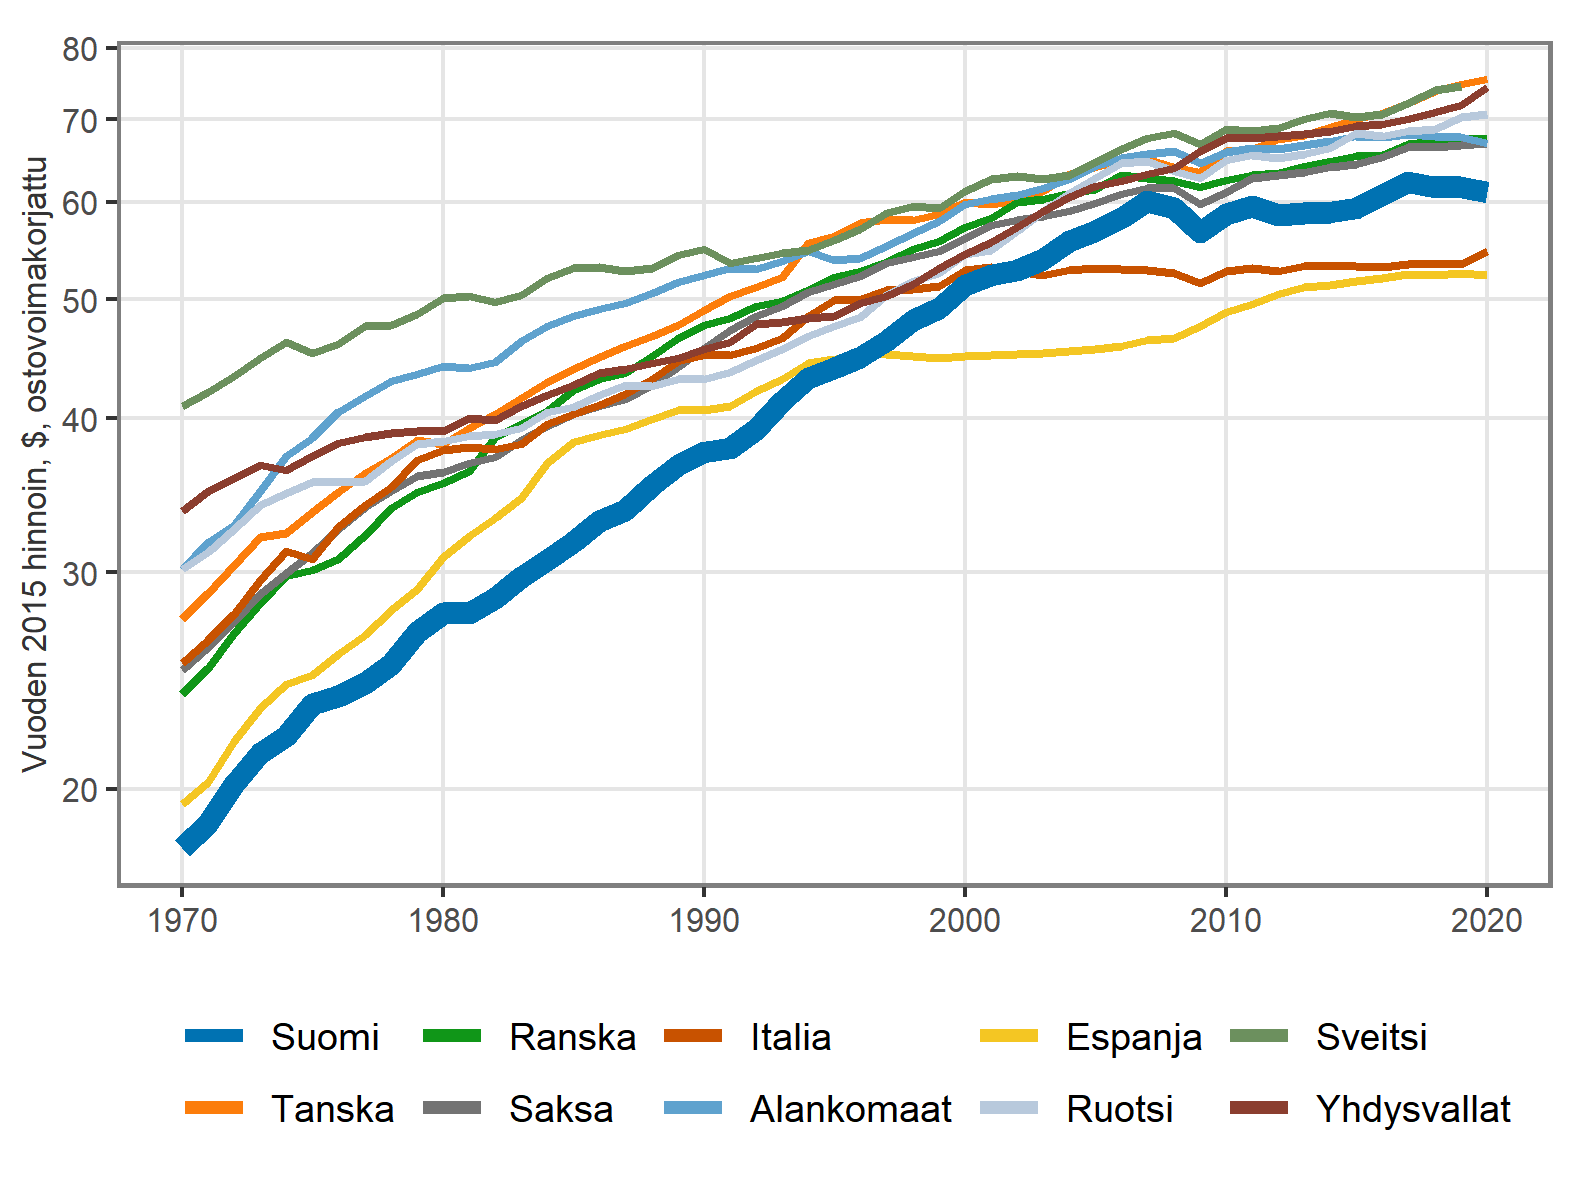 Vuoden 2015 hinnoin, $, ostovoimakorjattu
80
70
60
50
40
30
20
1970 1980 1990 2000 2010 2020
Suomi Ranska Italia Espanja Sveitsi
Tanska Saksa Alankomaat Ruotsi Yhdysvallat